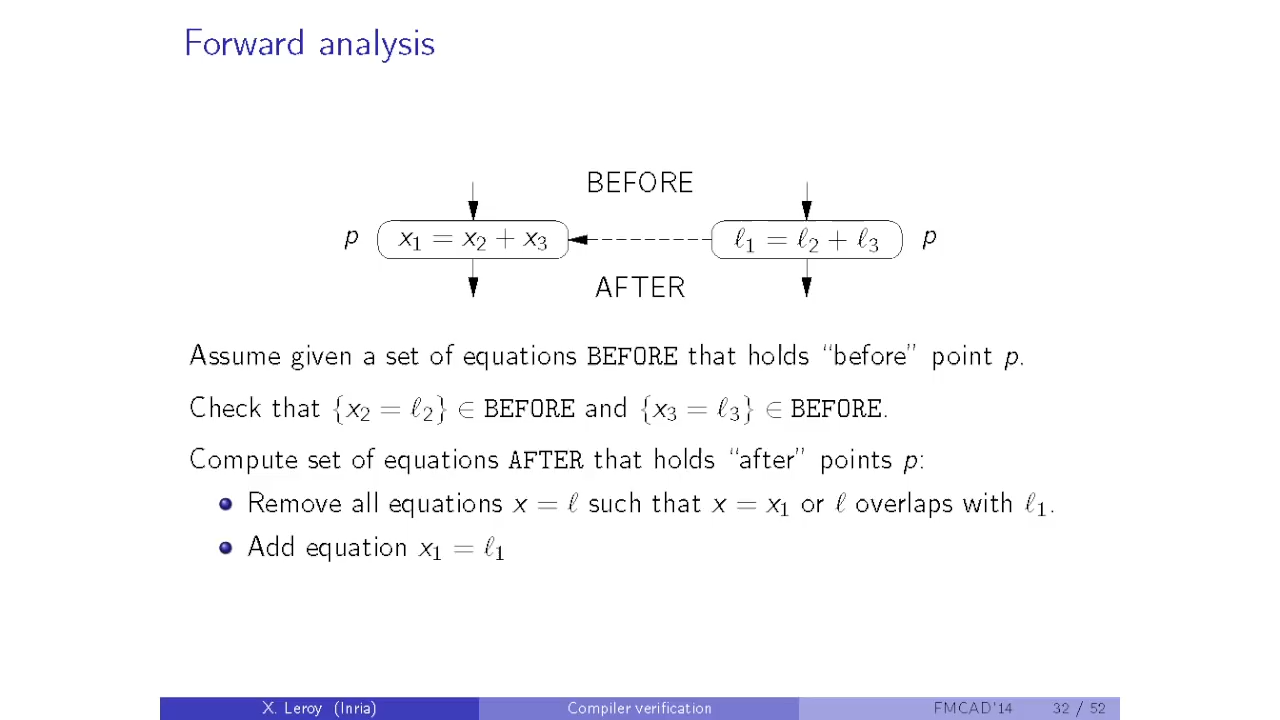 Forward analysis
BEFORE
p x₁ = x₂ + x₃ ℓ₁ = ℓ₂ + ℓ₃ p
AFTER
Assume given a set of equations BEFORE that holds “before” point p.
Check that {x₂ = ℓ₂} ∈ BEFORE and {x₃ = ℓ₃} ∈ BEFORE.
Compute set of equations AFTER that holds “after” points p:
Remove all equations x = ℓ such that x = x₁ or ℓ overlaps with ℓ₁.
Add equation x₁ = ℓ₁
X. Leroy (Inria) Compiler verification FMCAD'14 32 / 52